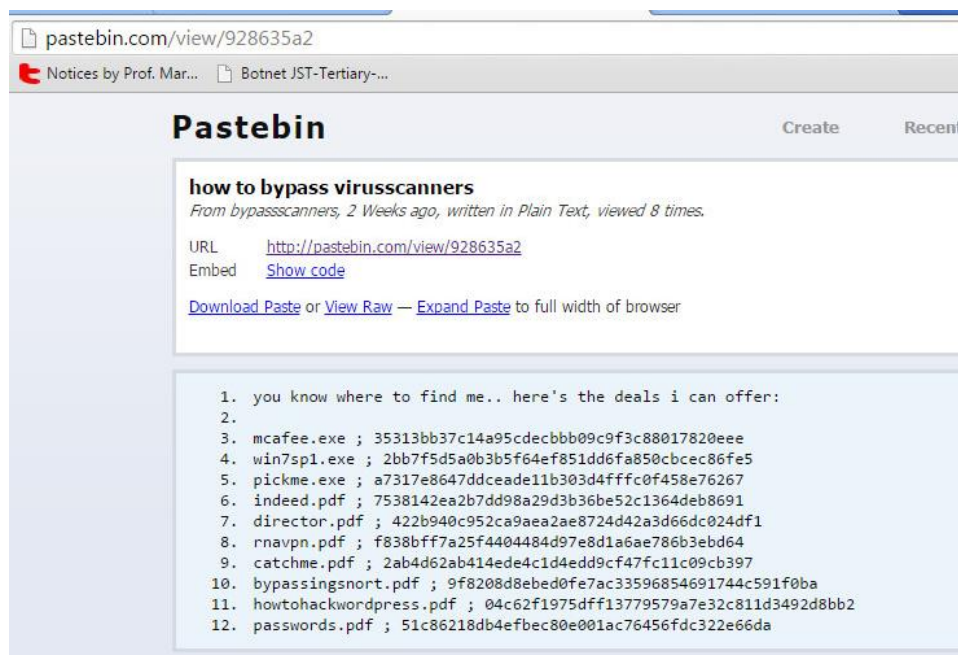 pastebin.com/view/928635a2
Notices by Prof. Mar... Botnet JST-Tertiary-...
Pastebin Create Recent
how to bypass virusscanners
From bypassscanners, 2 Weeks ago, written in Plain Text, viewed 8 times.
URL http://pastebin.com/view/928635a2
Embed Show code
Download Paste or View Raw — Expand Paste to full width of browser
1. you know where to find me.. here's the deals i can offer:
2.
3. mcafee.exe ; 35313bb37c14a95cdecbbb09c9f3c88017820eee
4. win7sp1.exe ; 2bb7f5d5a0b3b5f64ef851dd6fa850cbcec86fe5
5. pickme.exe ; a7317e8647ddceade11b303d4fffc0f458e76267
6. indeed.pdf ; 7538142ea2b7dd98a29d3b36be52c1364deb8691
7. director.pdf ; 422b940c952ca9aea2ae8724d42a3d66dc024df1
8. rnavpn.pdf ; f838bff7a25f4404484d97e8d1a6ae786b3ebd64
9. catchme.pdf ; 2ab4d62ab414ede4c1d4edd9cf47fc11c09cb397
10. bypassingsnort.pdf ; 9f8208d8ebed0fe7ac33596854691744c591f0ba
11. howtohackwordpress.pdf ; 04c62f1975dff13779579a7e32c811d3492d8bb2
12. passwords.pdf ; 51c86218db4efbec80e001ac76456fdc322e66da